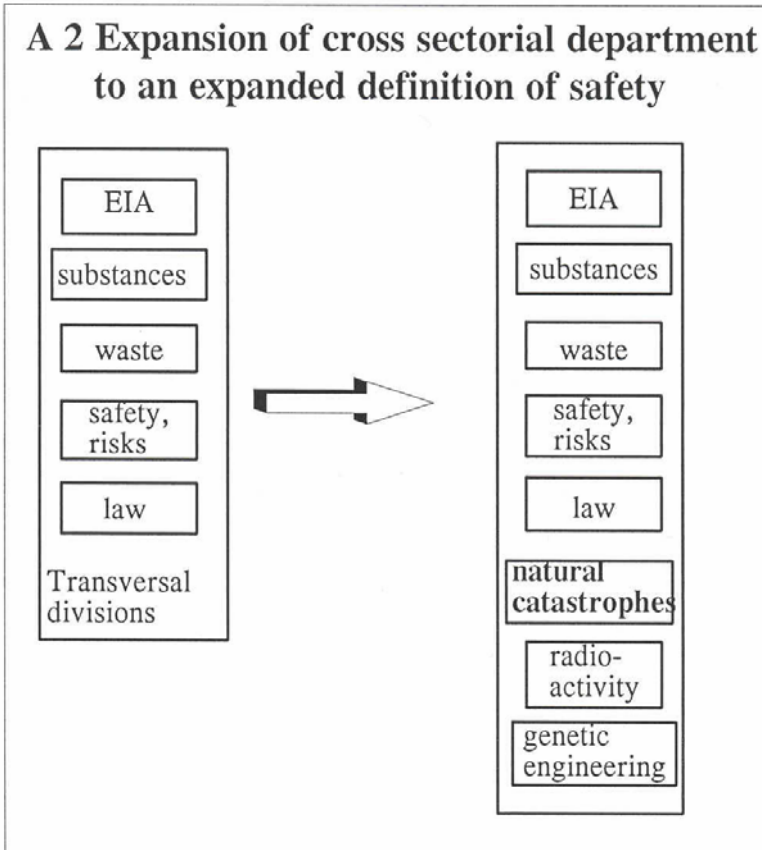 A 2 Expansion of cross sectorial department
to an expanded definition of safety
EIA
substances
waste
safety,
risks
law
Transversal
divisions
EIA
substances
waste
safety,
risks
law
natural
catastrophes
radio-
activity
genetic
engineering